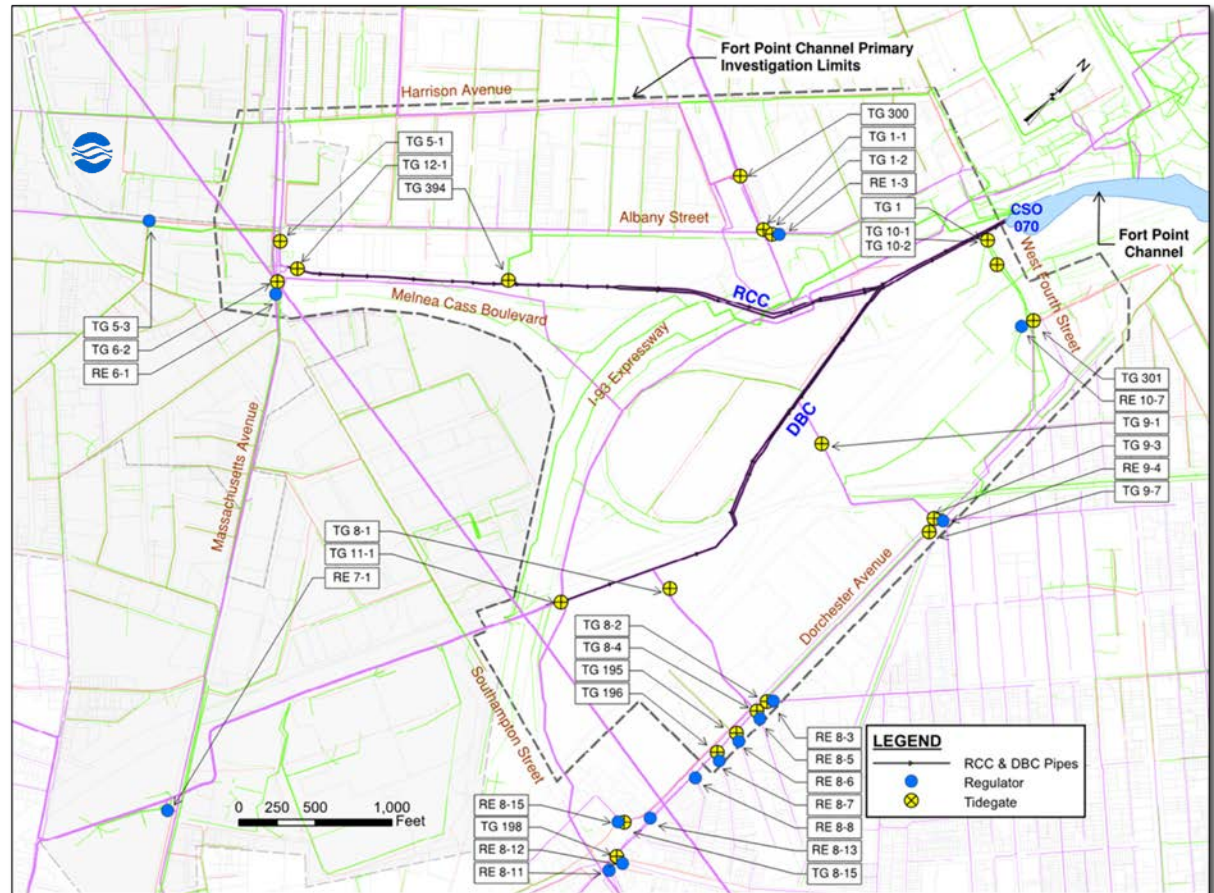 Fort Point Channel Primary
Investigation Limits
N
Harrison Avenue
TG 5-1
TG 12-1
TG 394
TG 300
TG 1-1
TG 1-2
RE 1-3
Albany Street
TG 1
TG 10-1
TG 10-2
CSO
070
Fort Point
Channel
RCC
Melnea Cass Boulevard
West Fourth Street
TG 5-3
TG 6-2
RE 6-1
I-93 Expressway
DBC
TG 301
RE 10-7
TG 9-1
TG 9-3
RE 9-4
TG 9-7
Massachusetts Avenue
TG 8-1
TG 11-1
RE 7-1
Dorchester Avenue
TG 8-2
TG 8-4
TG 195
TG 196
Southampton Street
RE 8-3
RE 8-5
RE 8-6
RE 8-7
RE 8-8
RE 8-13
TG 8-15
LEGEND
RCC & DBC Pipes
Regulator
Tidegate
0 250 500 1,000
Feet
RE 8-15
TG 198
RE 8-12
RE 8-11